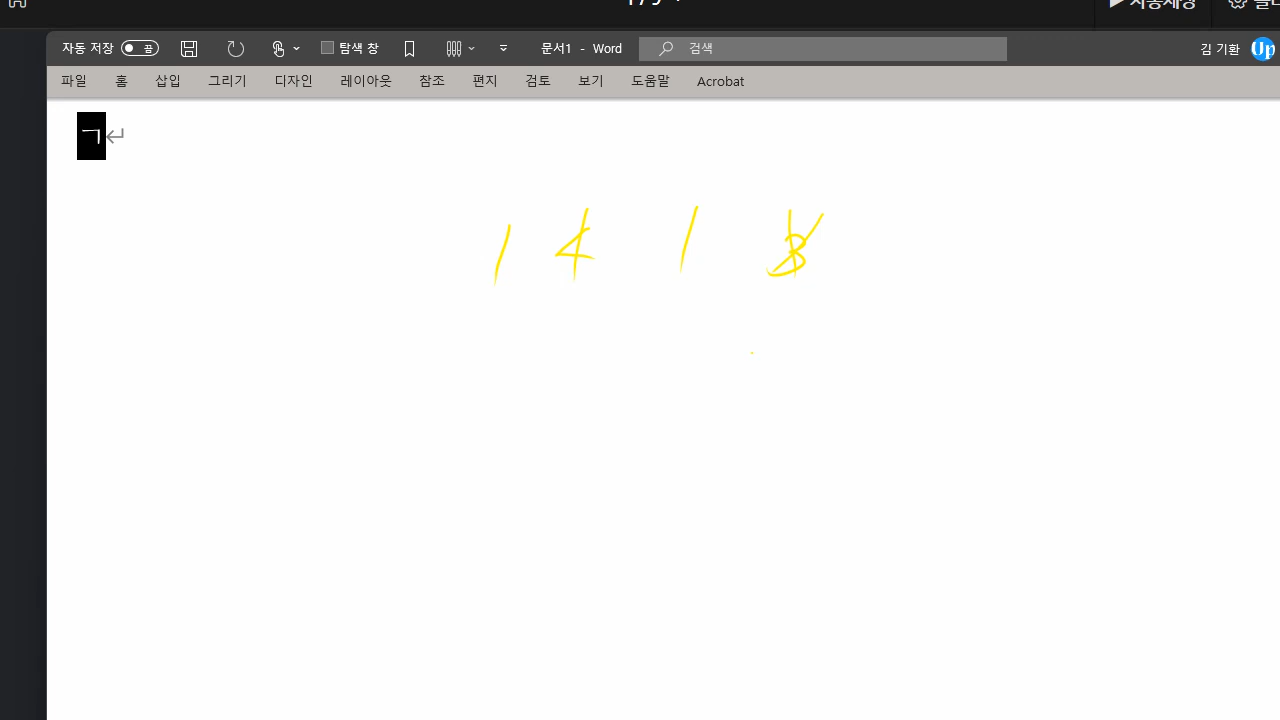 자동 저장 끔 탐색 창 문서1 - Word 검색 김 기환 Up
파일 홈 삽입 그리기 디자인 레이아웃 참조 편지 검토 보기 도움말 Acrobat
ㄱ↵
1 4 1